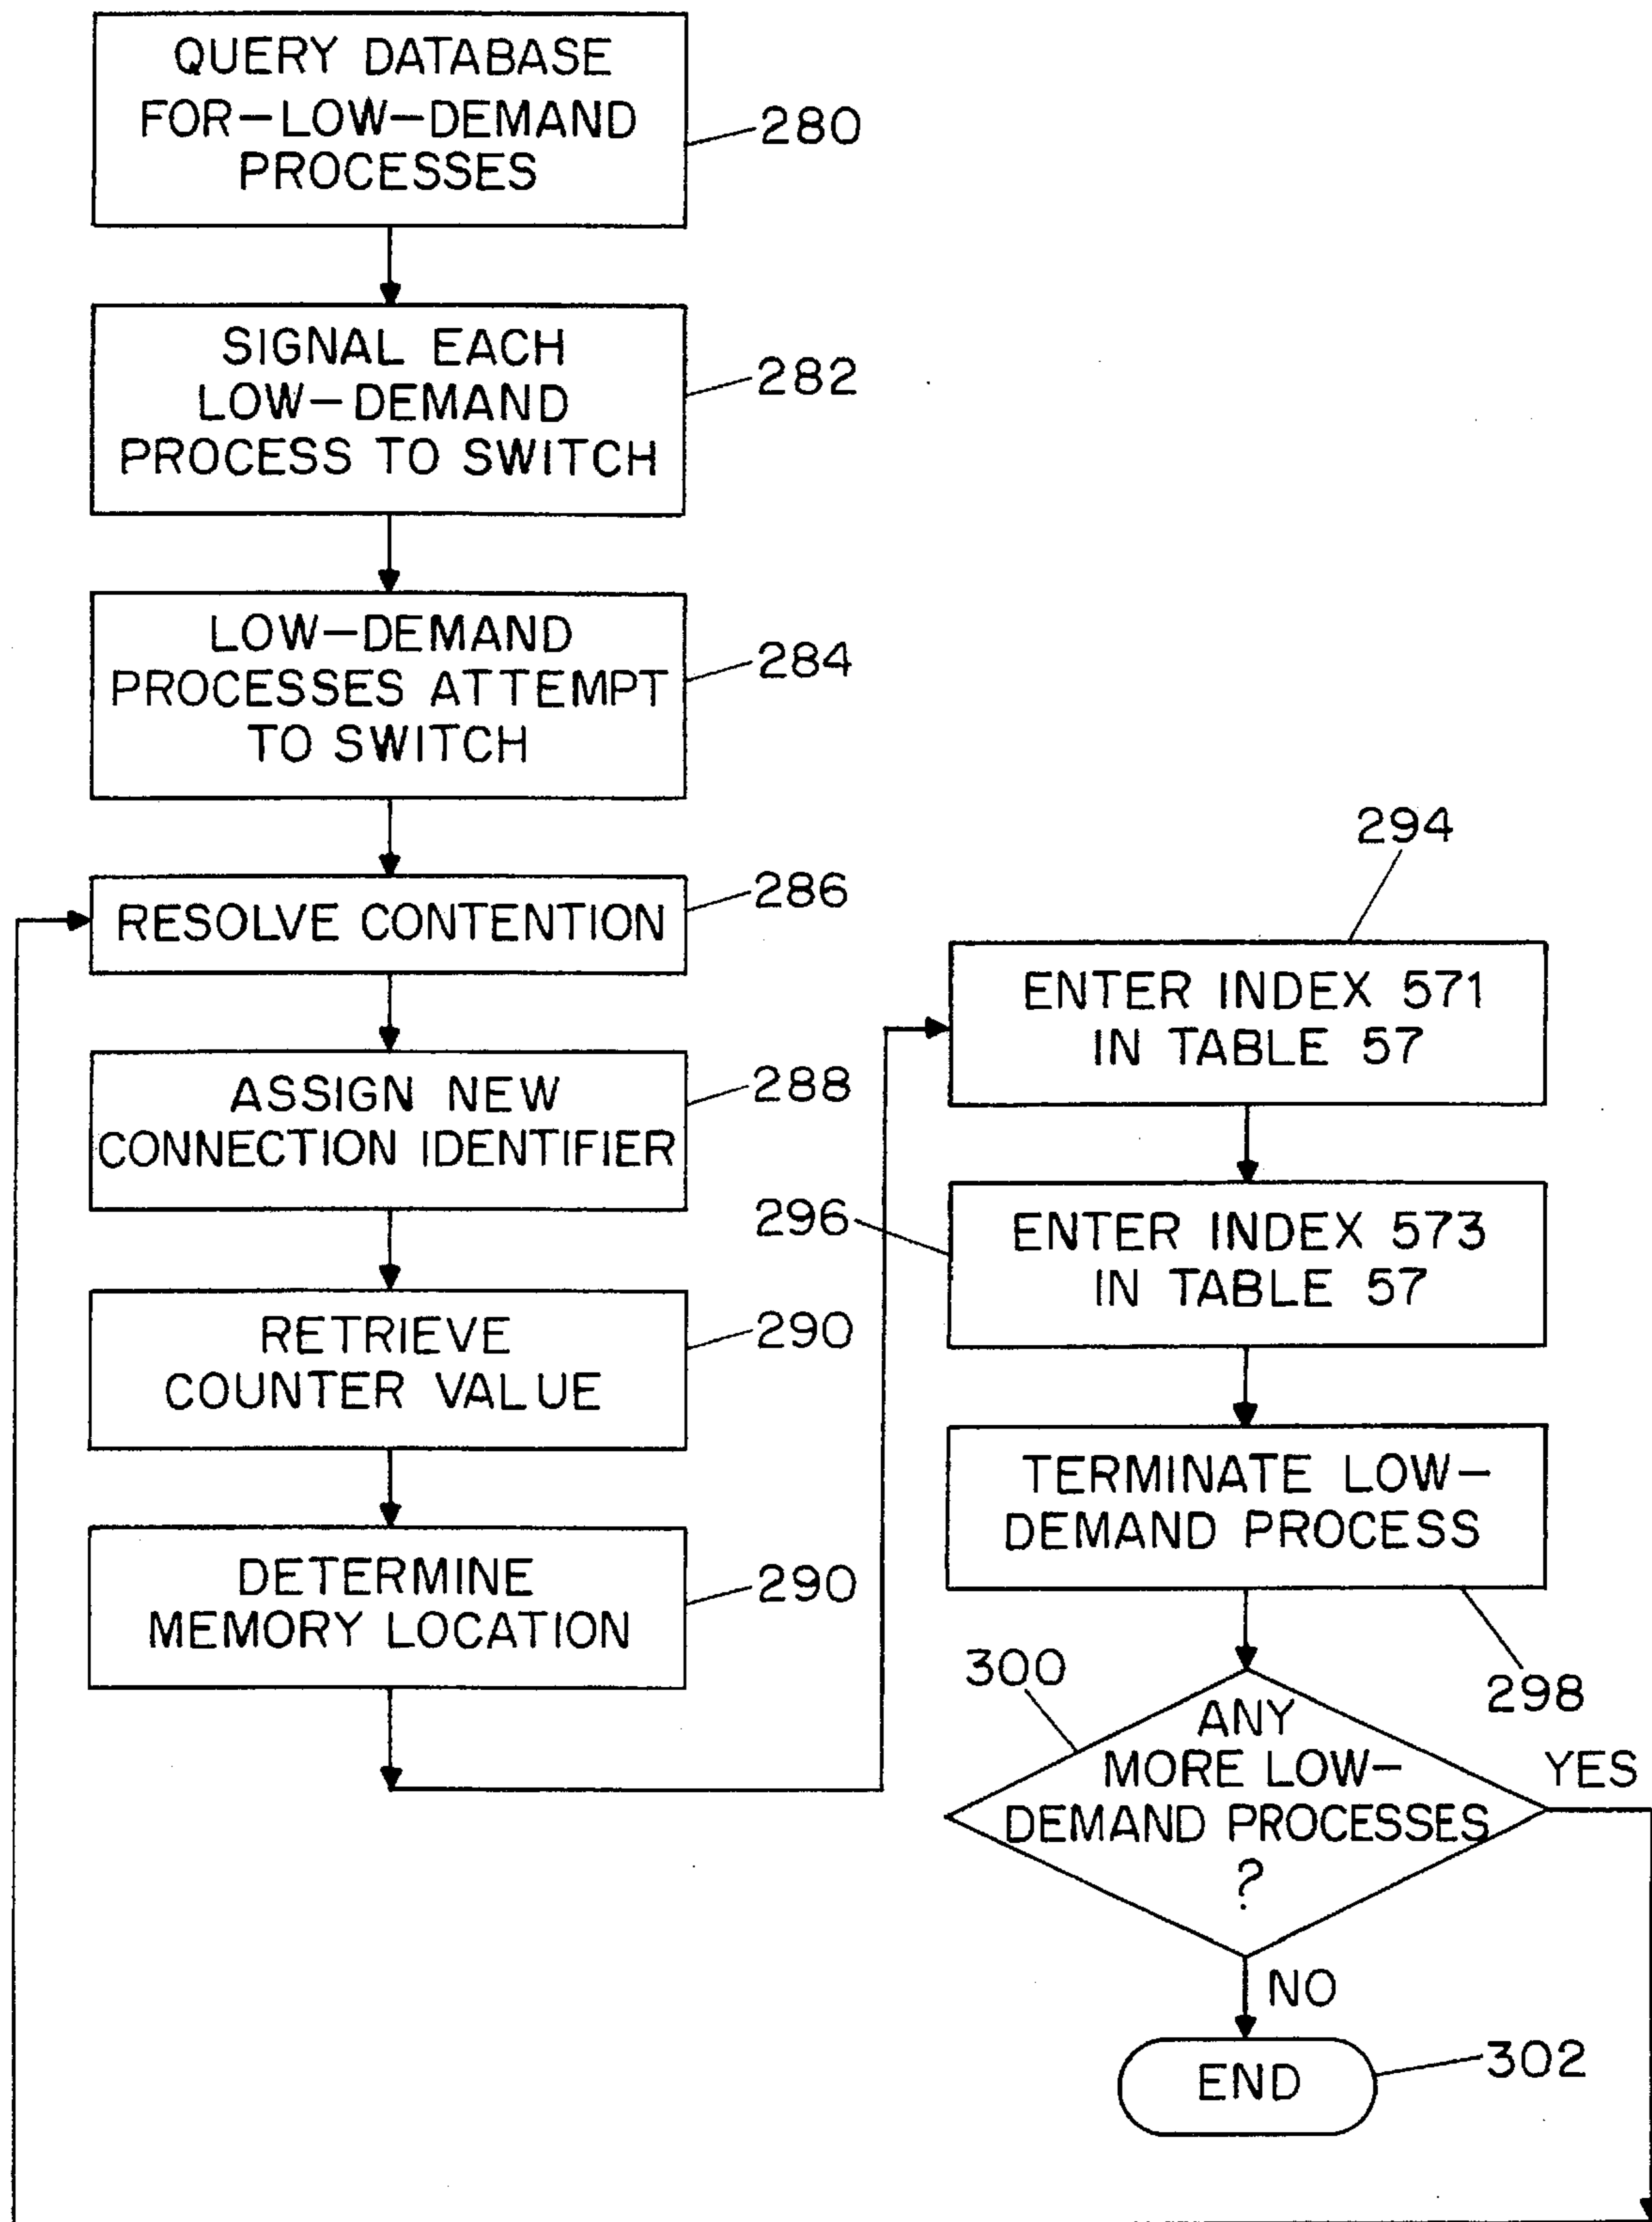 QUERY DATABASE
FOR-LOW-DEMAND
PROCESSES
280
SIGNAL EACH
LOW-DEMAND
PROCESS TO SWITCH
282
LOW-DEMAND
PROCESSES ATTEMPT
TO SWITCH
284
RESOLVE CONTENTION
286
ASSIGN NEW
CONNECTION IDENTIFIER
288
RETRIEVE
COUNTER VALUE
290
DETERMINE
MEMORY LOCATION
290
294
ENTER INDEX 571
IN TABLE 57
296
ENTER INDEX 573
IN TABLE 57
TERMINATE LOW-
DEMAND PROCESS
298
300
ANY
MORE LOW-
DEMAND PROCESSES
?
YES
NO
END
302